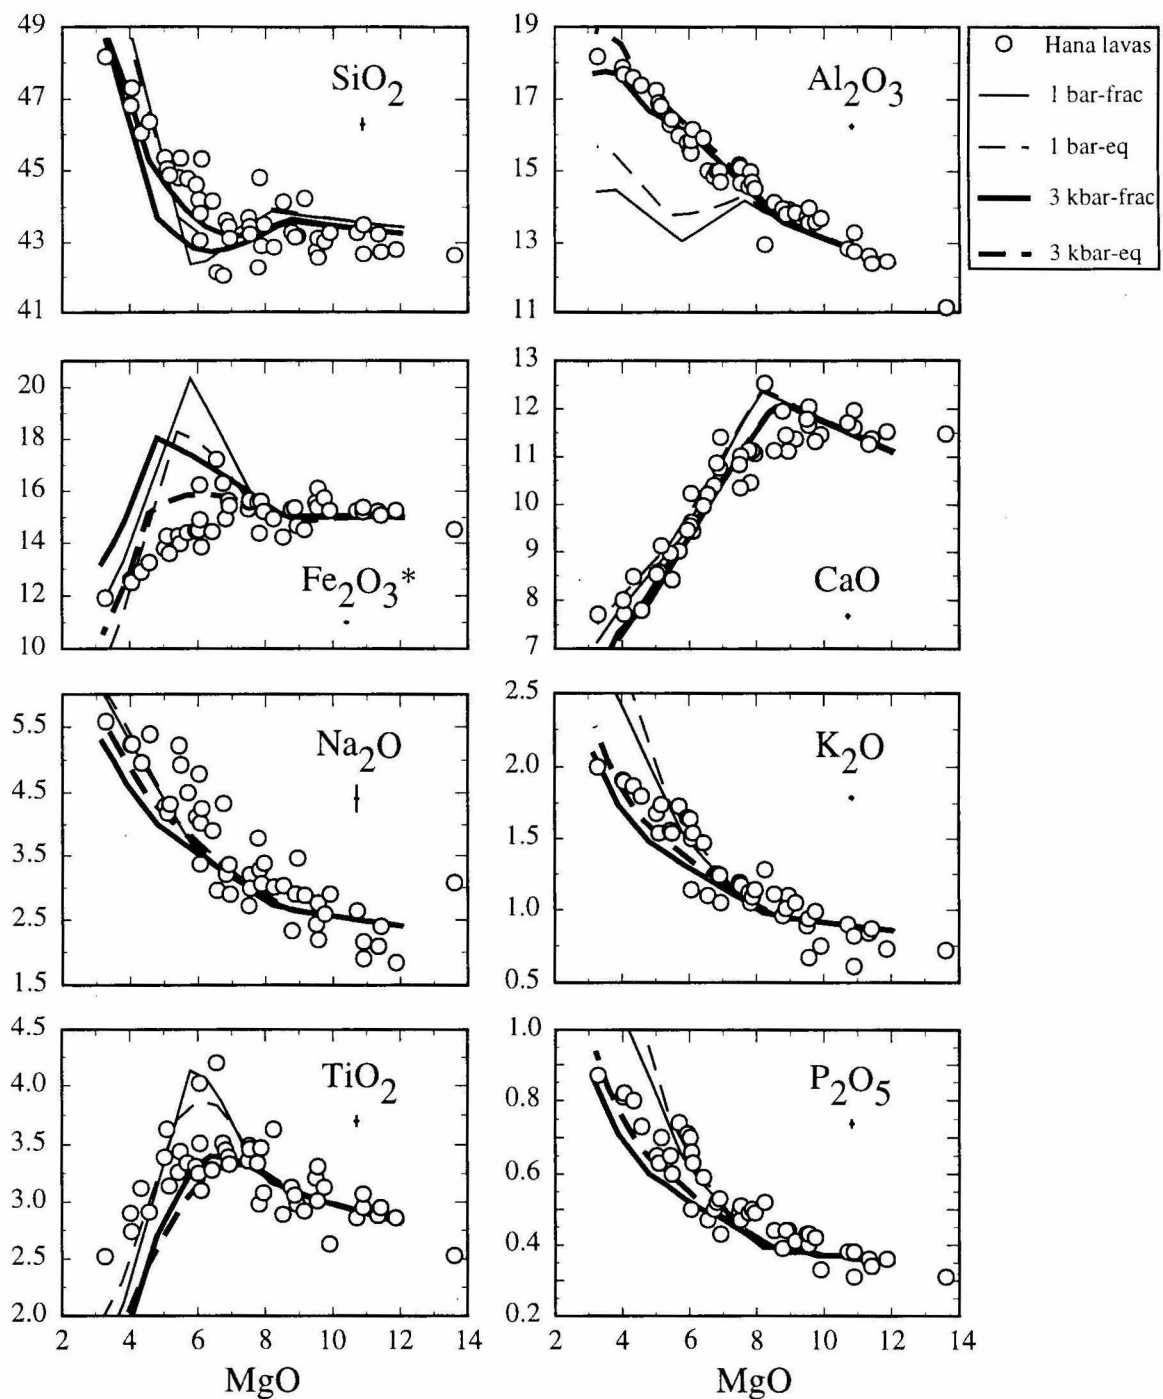 49
47
45
43
41
SiO2
19
17
15
13
11
Al2O3
Hana lavas
1 bar-frac
1 bar-eq
3 kbar-frac
3 kbar-eq
20
18
16
14
12
10
Fe2O3*
13
12
11
10
9
8
7
CaO
5.5
4.5
3.5
2.5
1.5
Na2O
2.5
2.0
1.5
1.0
0.5
K2O
4.5
4.0
3.5
3.0
2.5
2.0
TiO2
1.0
0.8
0.6
0.4
0.2
P2O5
2 4 6 8 10 12 14
MgO
2 4 6 8 10 12 14
MgO